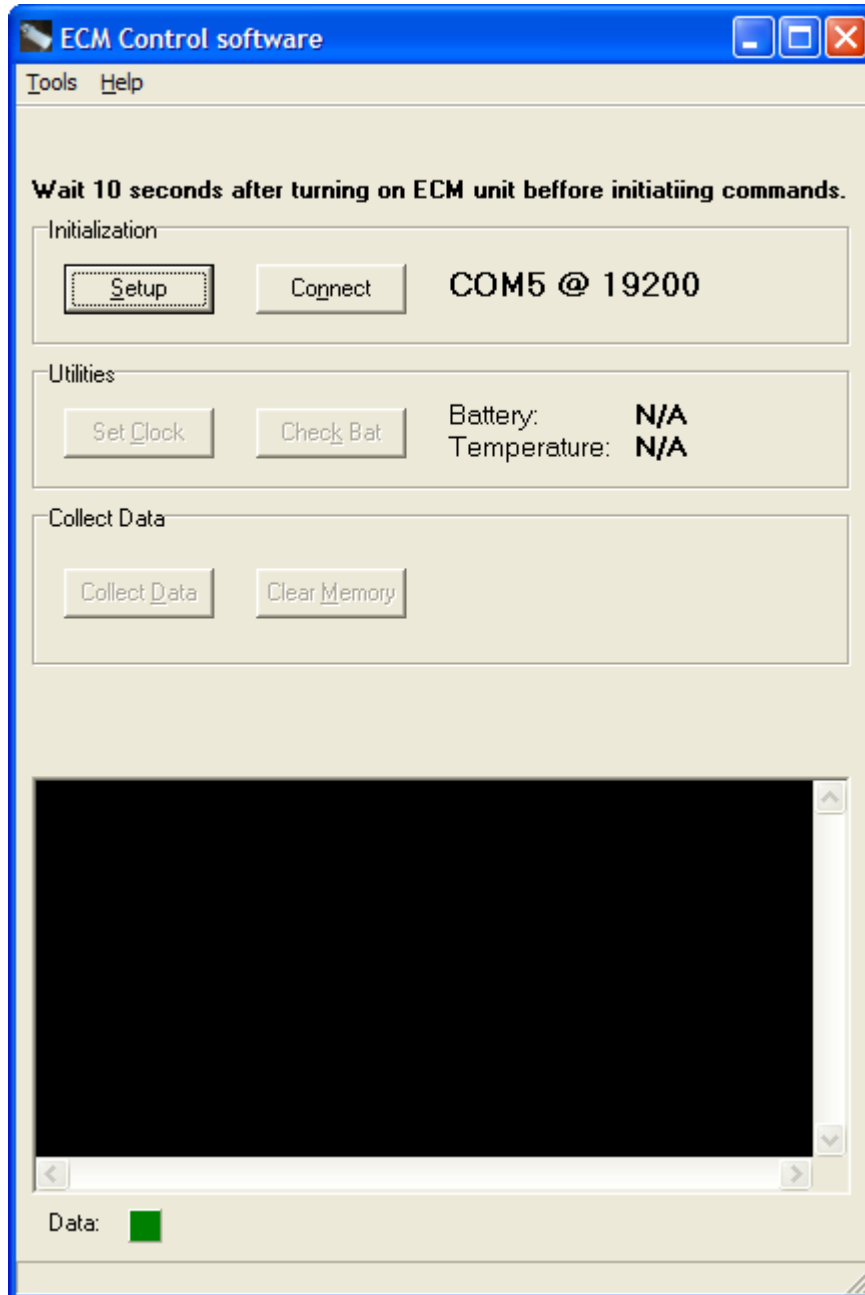 ECM Control software
Tools Help
Wait 10 seconds after turning on ECM unit beffore initiatiing commands.
Initialization
Setup Connect COM5 @ 19200
Utilities
Set Clock Check Bat Battery: N/A
Temperature: N/A
Collect Data
Collect Data Clear Memory
Data: